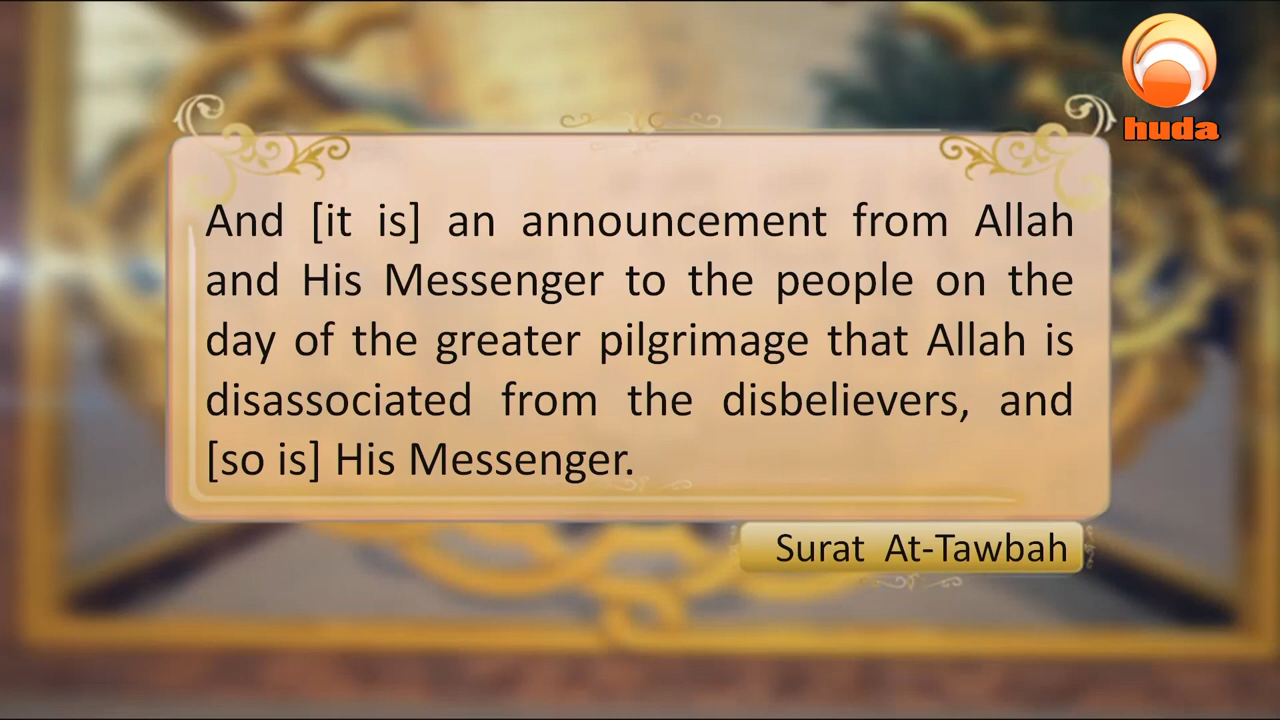 huda
And [it is] an announcement from Allah
and His Messenger to the people on the
day of the greater pilgrimage that Allah is
disassociated from the disbelievers, and
[so is] His Messenger.
Surat At-Tawbah